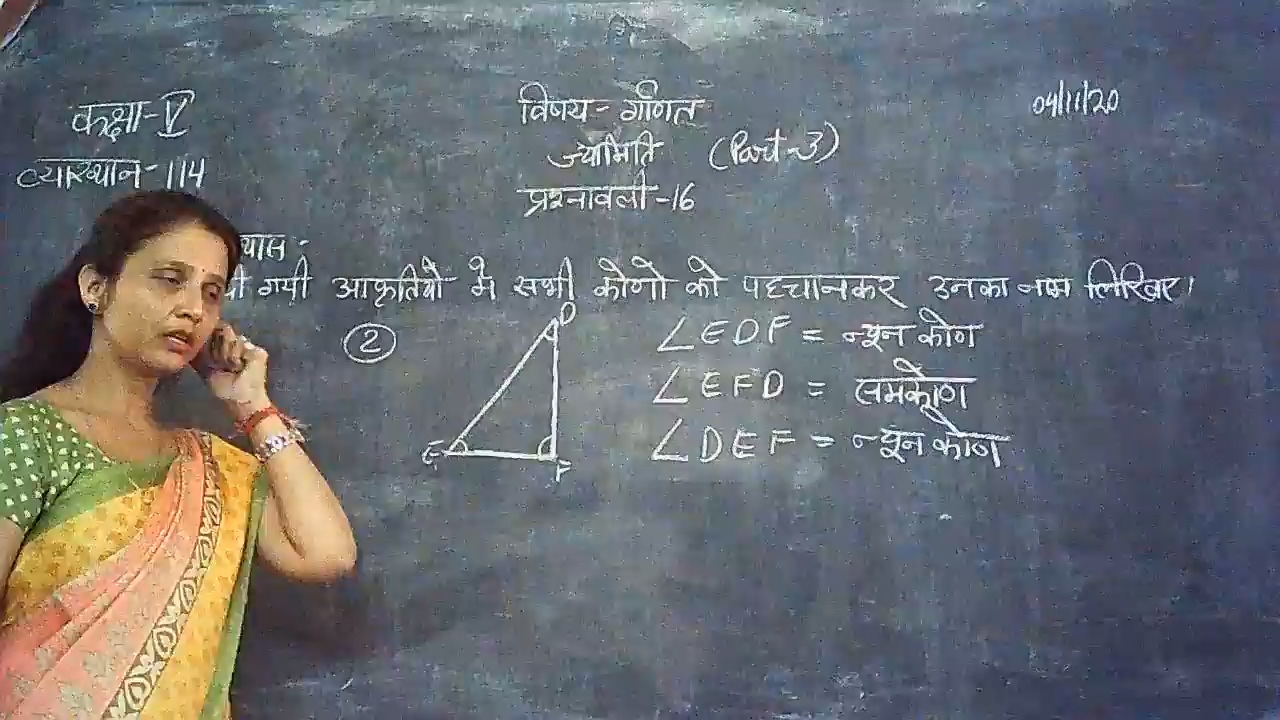 कक्षा-V
व्याख्यान-114
विषय- गणित
ज्यामिति (Part-3)
प्रश्नावली-16
04/11/20
गयी आकृतियों में सभी कोणो को पहचानकर उनका नाम लिखिए।
2
D
E
F
∠EDF = न्यून कोण
∠EFD = समकोण
∠DEF = न्यून कोण